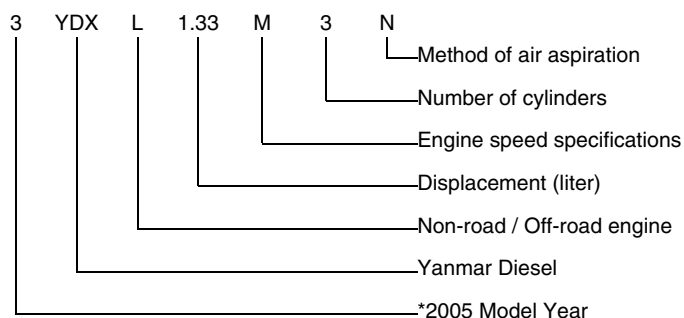 3 YDX L 1.33 M 3 N
Method of air aspiration
Number of cylinders
Engine speed specifications
Displacement (liter)
Non-road / Off-road engine
Yanmar Diesel
*2005 Model Year